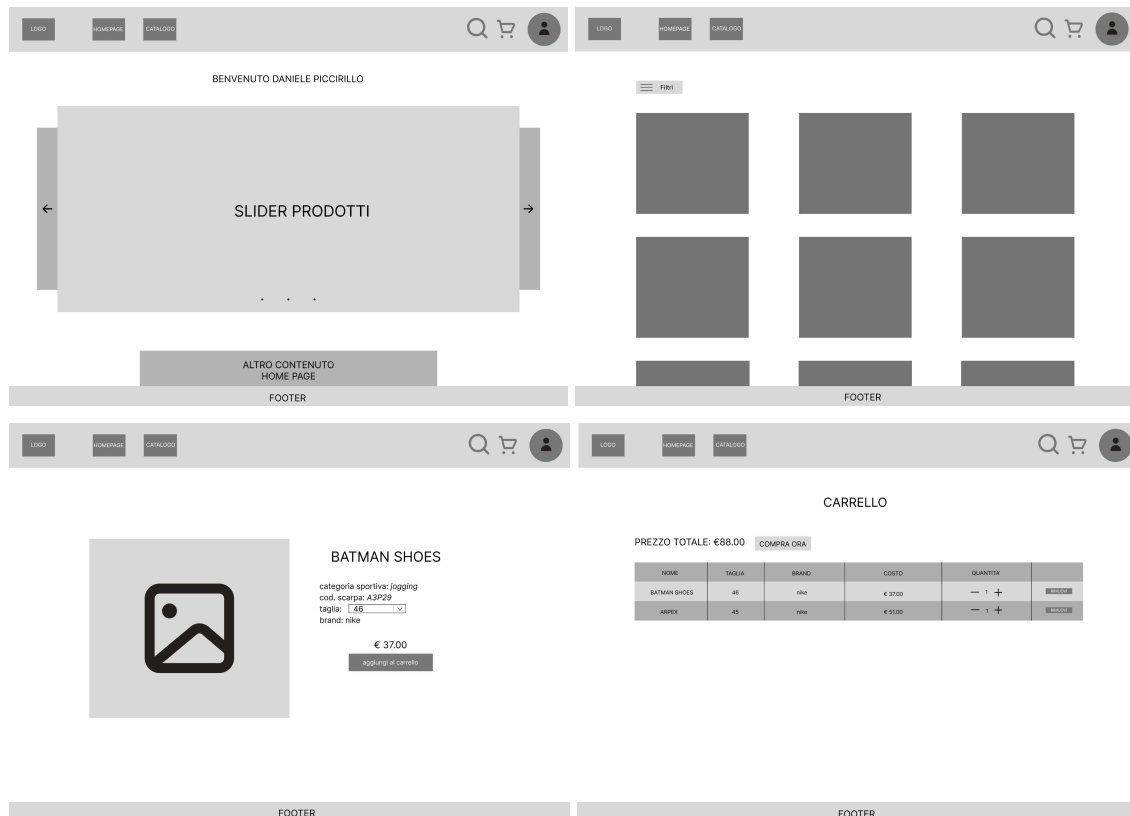 LOGO
HOMEPAGE
CATALOGO
BENVENUTO DANIELE PICCIRILLO
SLIDER PRODOTTI
ALTRO CONTENUTO
HOME PAGE
FOOTER
LOGO
HOMEPAGE
CATALOGO
Filtri
FOOTER
LOGO
HOMEPAGE
CATALOGO
BATMAN SHOES
categoria sportiva: jogging
cod. scarpa: A3P29
taglia: 46
brand: nike
€ 37.00
aggiungi al carrello
FOOTER
LOGO
HOMEPAGE
CATALOGO
CARRELLO
PREZZO TOTALE: €88.00 COMPRA ORA
NOME TAGLIA BRAND COSTO QUANTITA'
BATMAN SHOES 46 nike € 37.00 — 1 + RIMUOVI
ARPEX 45 nike € 51.00 — 1 + RIMUOVI
FOOTER